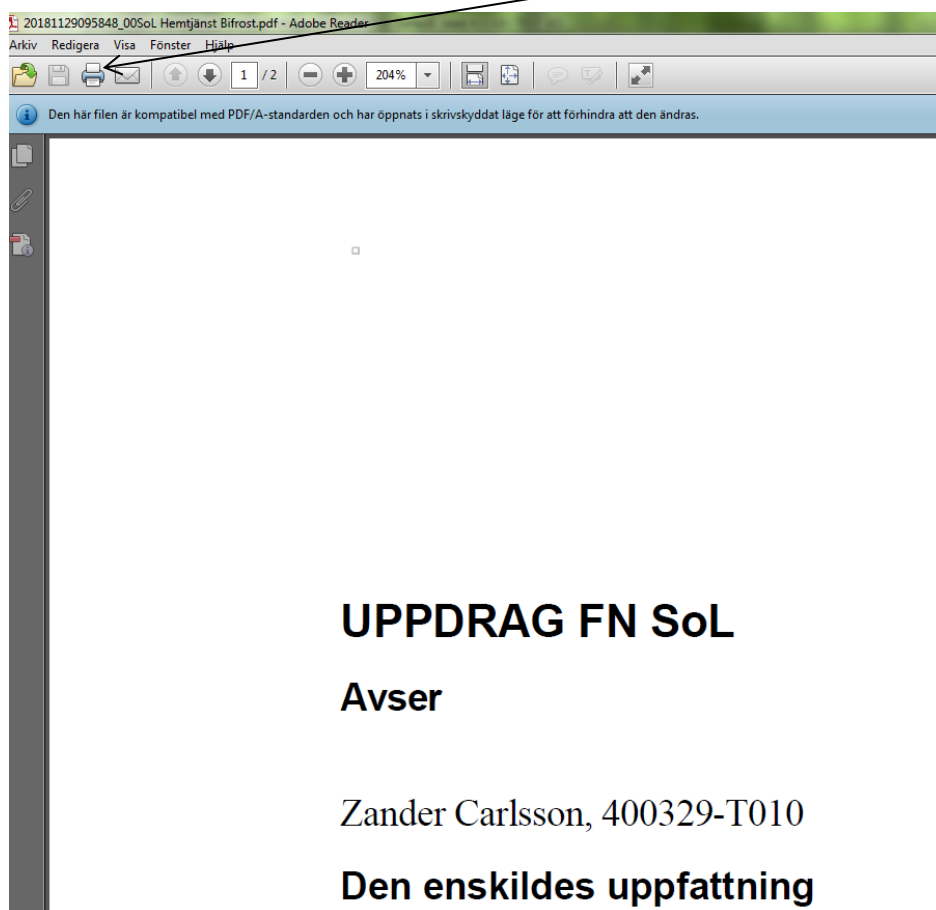 20181129095848_00SoL Hemtjänst Bifrost.pdf - Adobe Reader
Arkiv Redigera Visa Fönster Hjälp
1 / 2 204%
Den här filen är kompatibel med PDF/A-standarden och har öppnats i skrivskyddat läge för att förhindra att den ändras.
UPPDRAG FN SoL
Avser
Zander Carlsson, 400329-T010
Den enskildes uppfattning